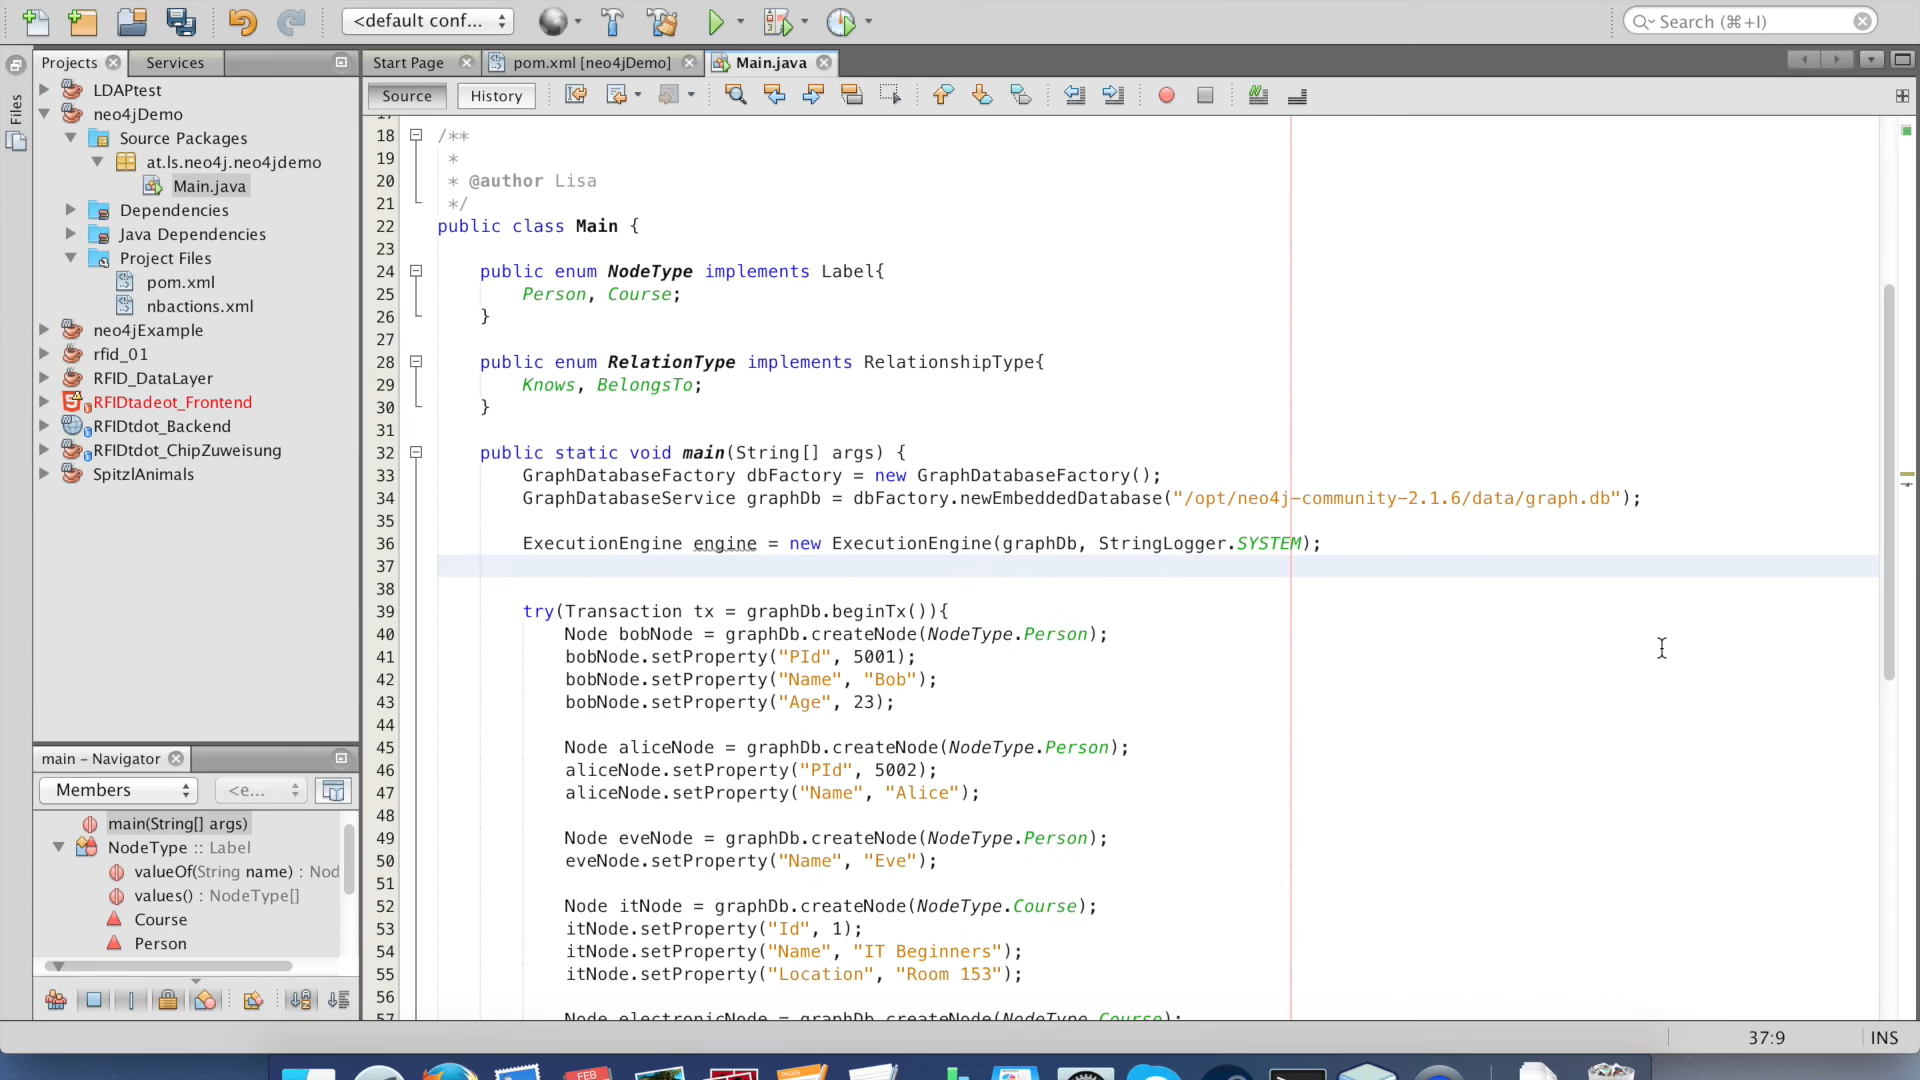 <default conf...
Search (⌘+I)
Projects
Services
Start Page
pom.xml [neo4jDemo]
Main.java
Files
Source
History
LDAPtest
neo4jDemo
Source Packages
at.ls.neo4j.neo4jdemo
Main.java
Dependencies
Java Dependencies
Project Files
pom.xml
nbactions.xml
neo4jExample
rfid_01
RFID_DataLayer
RFIDtadeot_Frontend
RFIDtdot_Backend
RFIDtdot_ChipZuweisung
SpitzlAnimals
main - Navigator
Members
<e...
main(String[] args)
NodeType :: Label
valueOf(String name) : Nod
values() : NodeType[]
Course
Person
17
18 /**
19 *
20 * @author Lisa
21 */
22 public class Main {
23
24 public enum NodeType implements Label{
25 Person, Course;
26 }
27
28 public enum RelationType implements RelationshipType{
29 Knows, BelongsTo;
30 }
31
32 public static void main(String[] args) {
33 GraphDatabaseFactory dbFactory = new GraphDatabaseFactory();
34 GraphDatabaseService graphDb = dbFactory.newEmbeddedDatabase("/opt/neo4j-community-2.1.6/data/graph.db");
35
36 ExecutionEngine engine = new ExecutionEngine(graphDb, StringLogger.SYSTEM);
37
38
39 try(Transaction tx = graphDb.beginTx()){
40 Node bobNode = graphDb.createNode(NodeType.Person);
41 bobNode.setProperty("PId", 5001);
42 bobNode.setProperty("Name", "Bob");
43 bobNode.setProperty("Age", 23);
44
45 Node aliceNode = graphDb.createNode(NodeType.Person);
46 aliceNode.setProperty("PId", 5002);
47 aliceNode.setProperty("Name", "Alice");
48
49 Node eveNode = graphDb.createNode(NodeType.Person);
50 eveNode.setProperty("Name", "Eve");
51
52 Node itNode = graphDb.createNode(NodeType.Course);
53 itNode.setProperty("Id", 1);
54 itNode.setProperty("Name", "IT Beginners");
55 itNode.setProperty("Location", "Room 153");
56
57 Node electronicNode = graphDb.createNode(NodeType.Course);
37:9
INS
FEB
PAGES